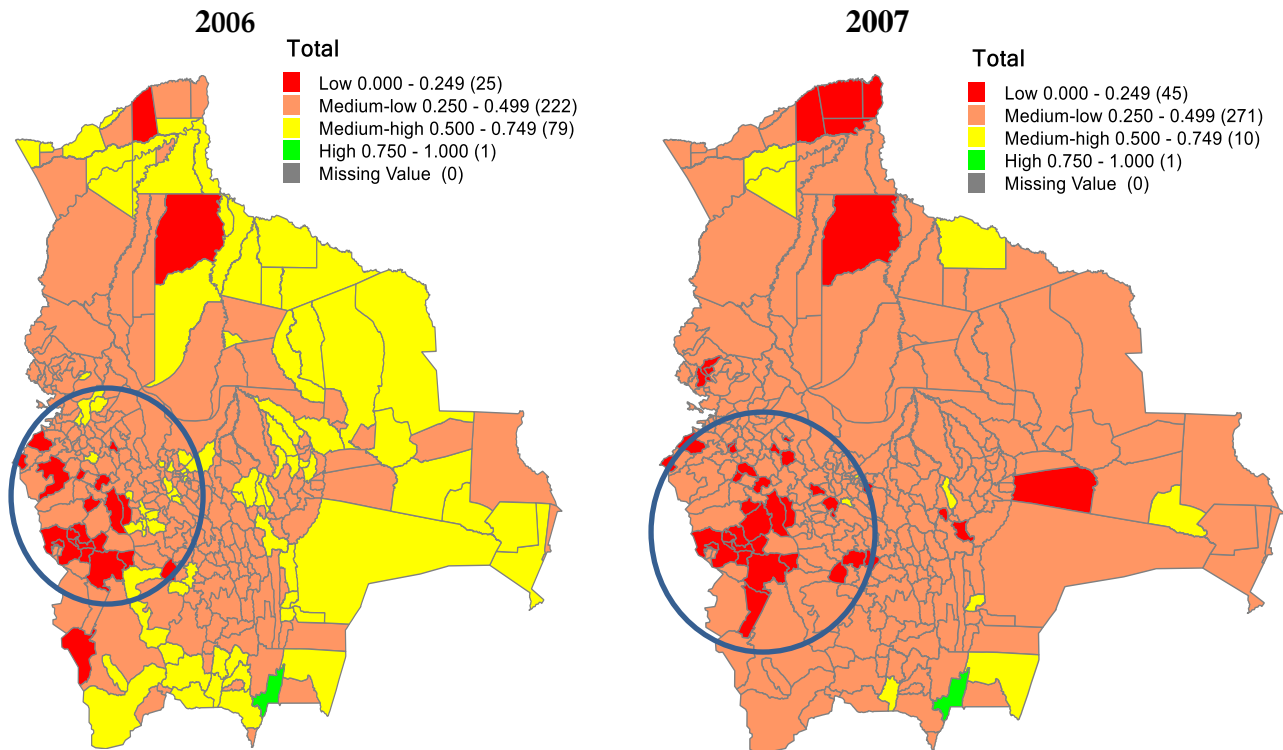 2006
Total
Low 0.000 - 0.249 (25)
Medium-low 0.250 - 0.499 (222)
Medium-high 0.500 - 0.749 (79)
High 0.750 - 1.000 (1)
Missing Value (0)
2007
Total
Low 0.000 - 0.249 (45)
Medium-low 0.250 - 0.499 (271)
Medium-high 0.500 - 0.749 (10)
High 0.750 - 1.000 (1)
Missing Value (0)